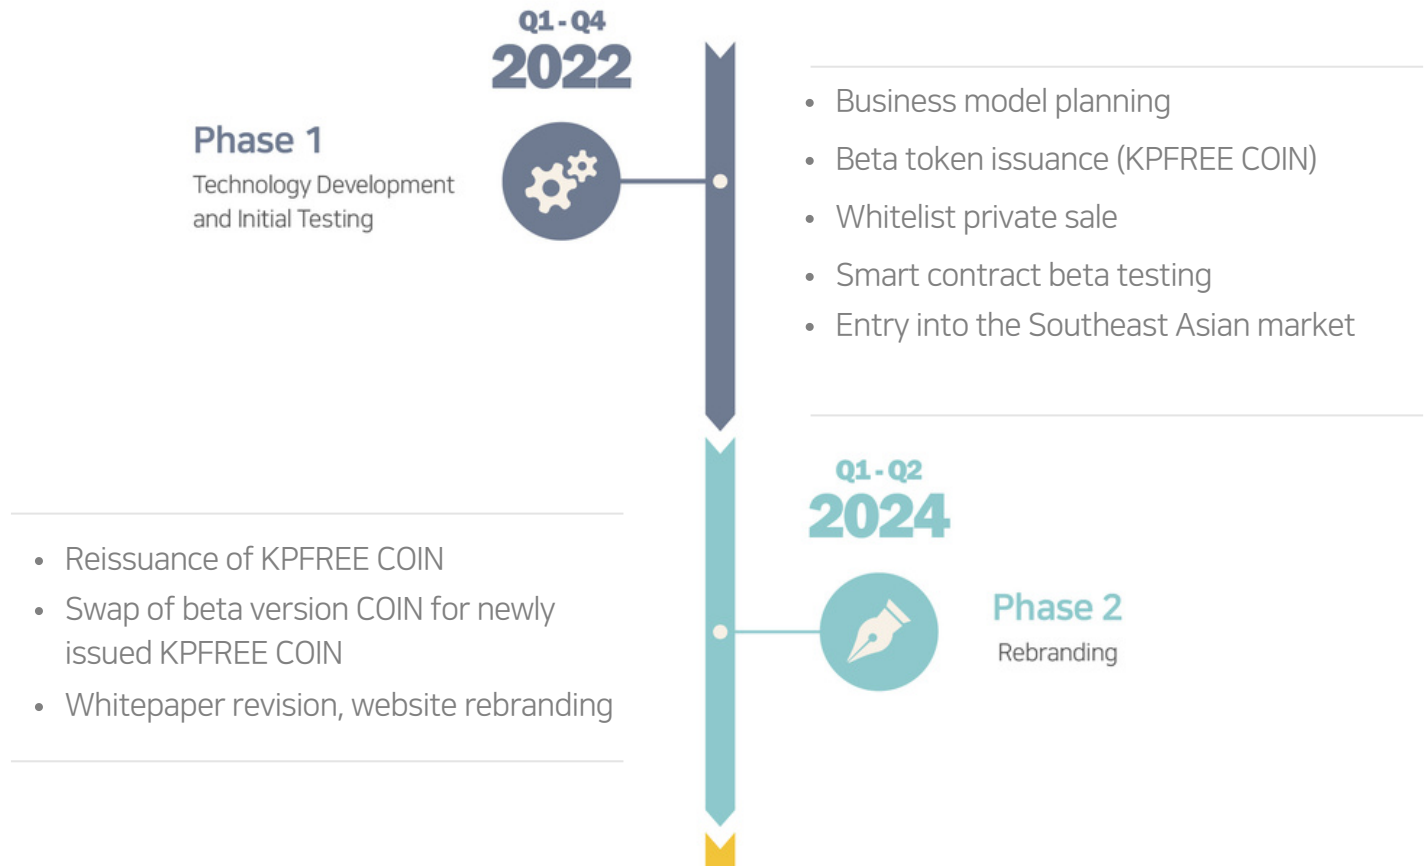 Q1 - Q4
2022
Phase 1
Technology Development
and Initial Testing
• Business model planning
• Beta token issuance (KPFREE COIN)
• Whitelist private sale
• Smart contract beta testing
• Entry into the Southeast Asian market
Q1 - Q2
2024
Phase 2
Rebranding
• Reissuance of KPFREE COIN
• Swap of beta version COIN for newly
issued KPFREE COIN
• Whitepaper revision, website rebranding